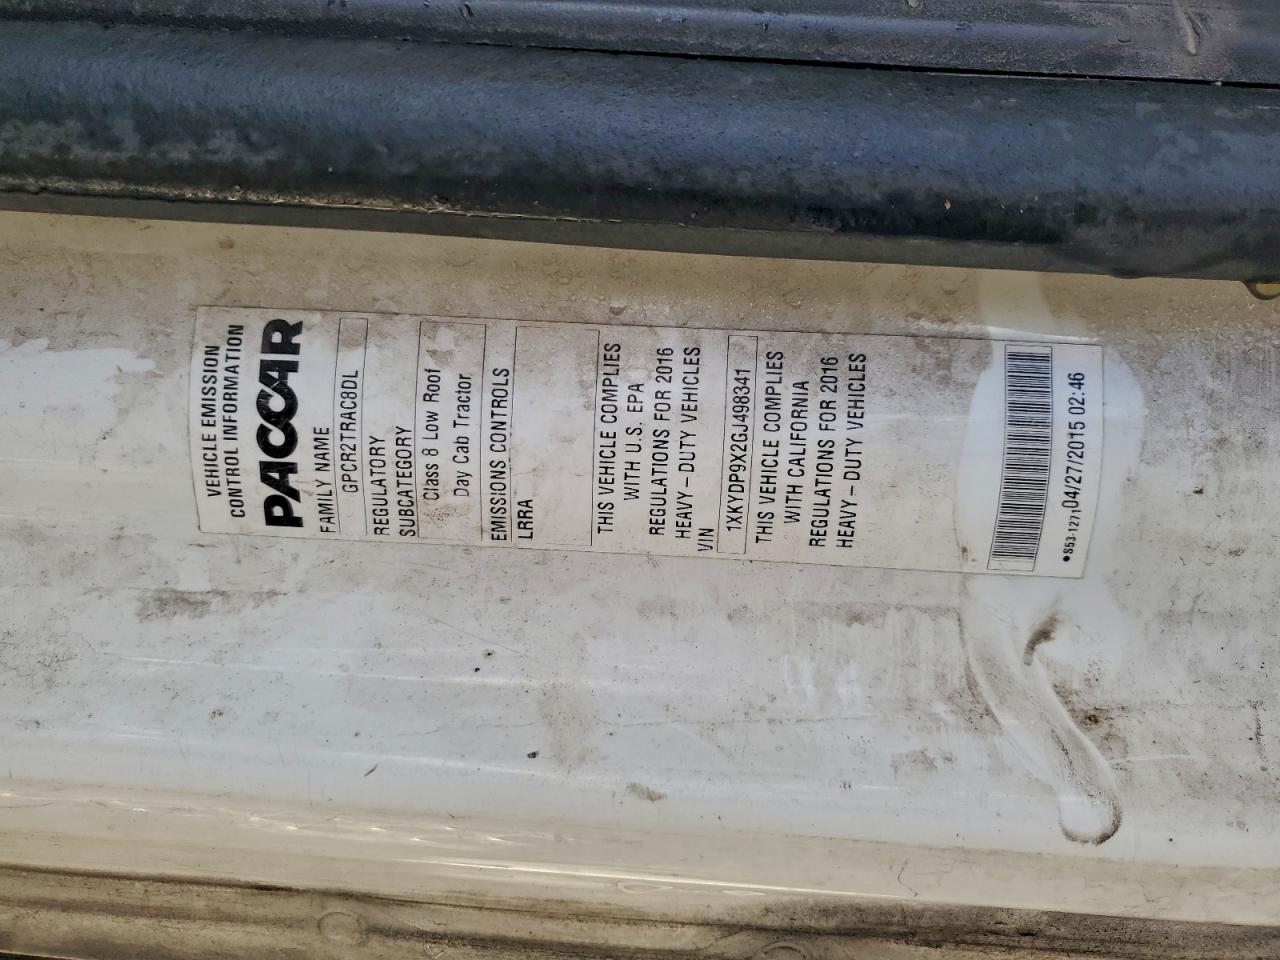 VEHICLE EMISSION
CONTROL INFORMATION
PACCAR
FAMILY NAME
GPCR2TRAC8DL
REGULATORY
SUBCATEGORY
Class 8 Low Roof
Day Cab Tractor
EMISSIONS CONTROLS
LRRA
THIS VEHICLE COMPLIES
WITH U.S. EPA
REGULATIONS FOR 2016
HEAVY-DUTY VEHICLES
VIN
1XKYDP9X2GJ498341
THIS VEHICLE COMPLIES
WITH CALIFORNIA
REGULATIONS FOR 2016
HEAVY-DUTY VEHICLES
•S53-1271 04/27/2015 02:46